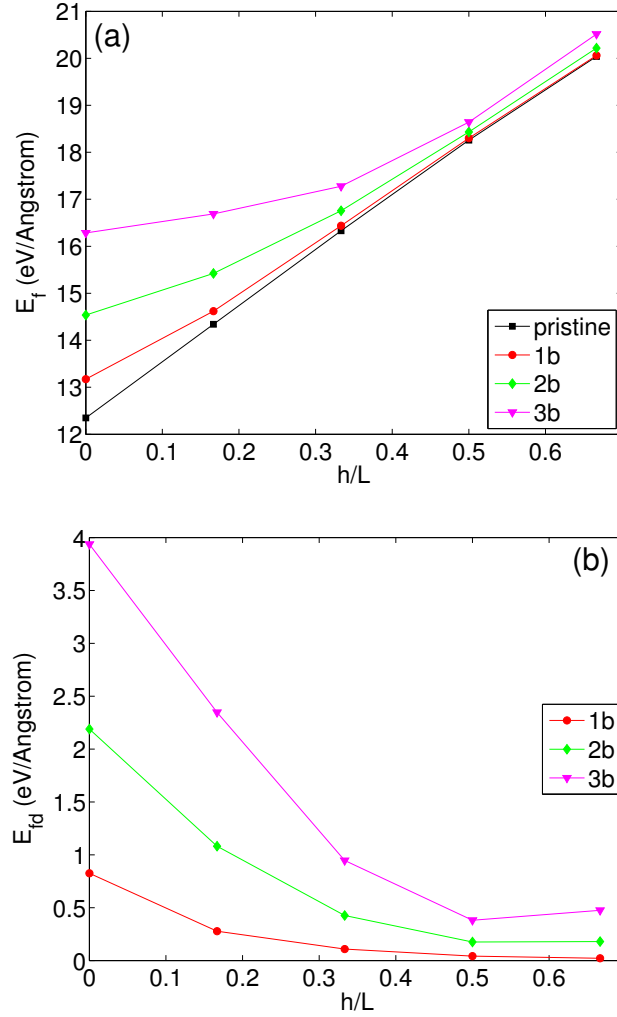 (a)
21
20
19
18
17
16
15
14
13
12
E_f (eV/Angstrom)
0 0.1 0.2 0.3 0.4 0.5 0.6
h/L
pristine
1b
2b
3b
(b)
4
3.5
3
2.5
2
1.5
1
0.5
0
E_fd (eV/Angstrom)
0 0.1 0.2 0.3 0.4 0.5 0.6
h/L
1b
2b
3b